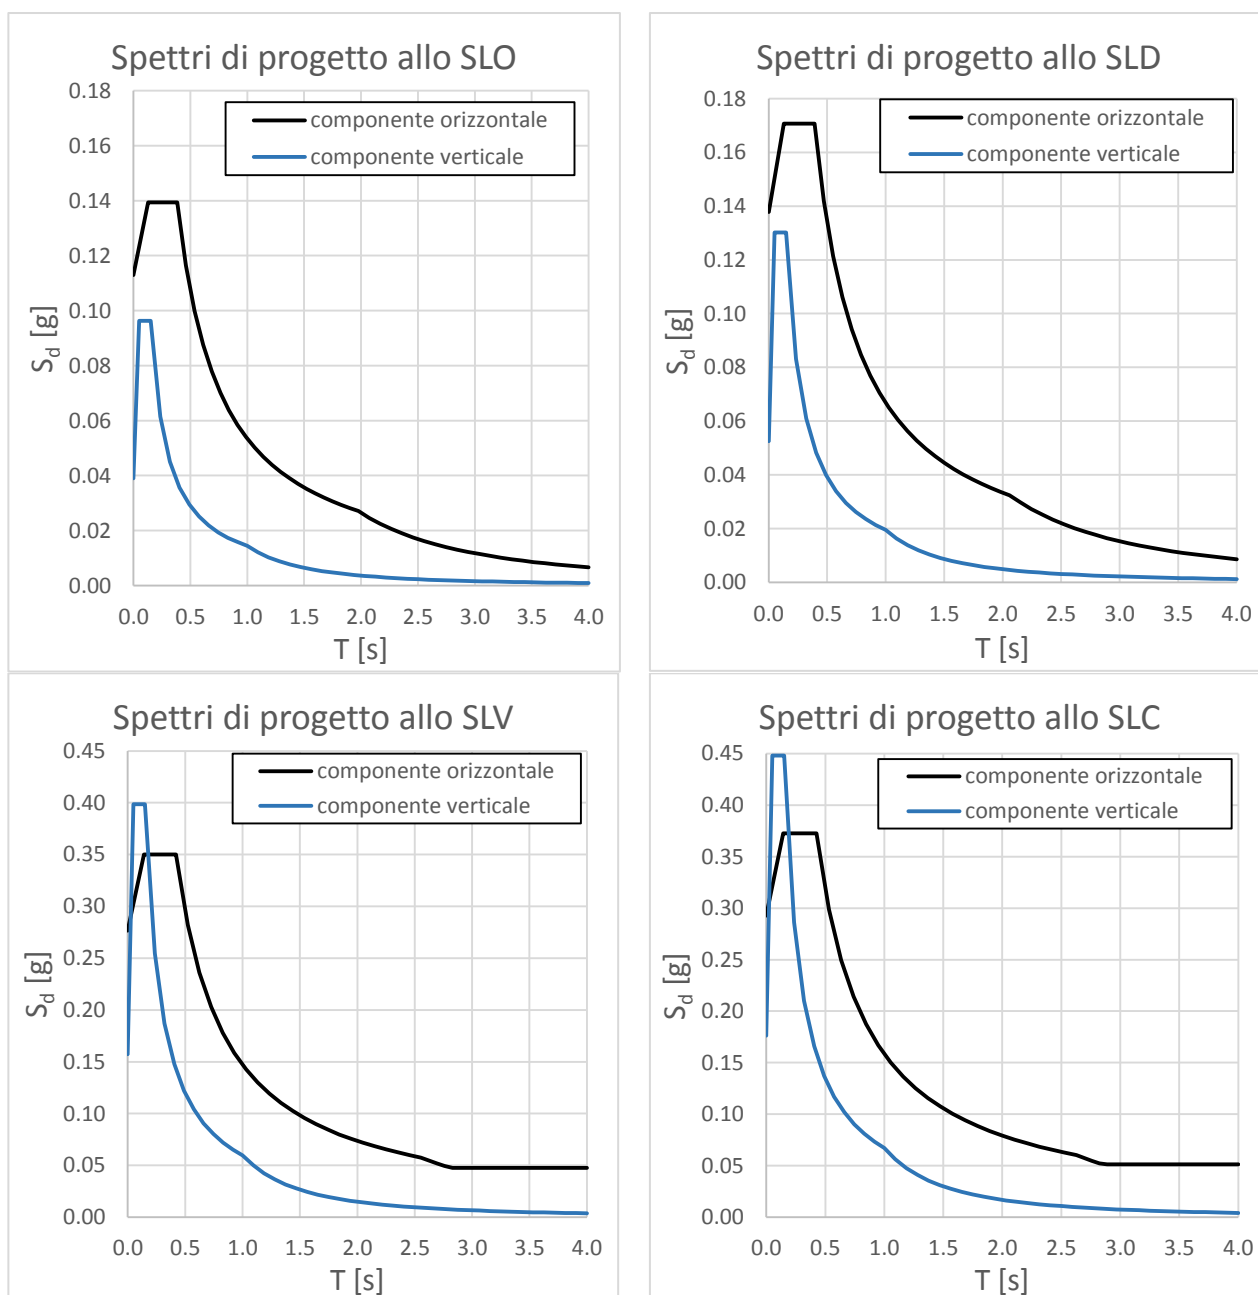 Spettri di progetto allo SLO
0.18
0.16
0.14
0.12
0.10
0.08
0.06
0.04
0.02
0.00
S_d [g]
componente orizzontale
componente verticale
0.0 0.5 1.0 1.5 2.0 2.5 3.0 3.5 4.0
T [s]
Spettri di progetto allo SLD
0.18
0.16
0.14
0.12
0.10
0.08
0.06
0.04
0.02
0.00
S_d [g]
componente orizzontale
componente verticale
0.0 0.5 1.0 1.5 2.0 2.5 3.0 3.5 4.0
T [s]
Spettri di progetto allo SLV
0.45
0.40
0.35
0.30
0.25
0.20
0.15
0.10
0.05
0.00
S_d [g]
componente orizzontale
componente verticale
0.0 0.5 1.0 1.5 2.0 2.5 3.0 3.5 4.0
T [s]
Spettri di progetto allo SLC
0.45
0.40
0.35
0.30
0.25
0.20
0.15
0.10
0.05
0.00
S_d [g]
componente orizzontale
componente verticale
0.0 0.5 1.0 1.5 2.0 2.5 3.0 3.5 4.0
T [s]